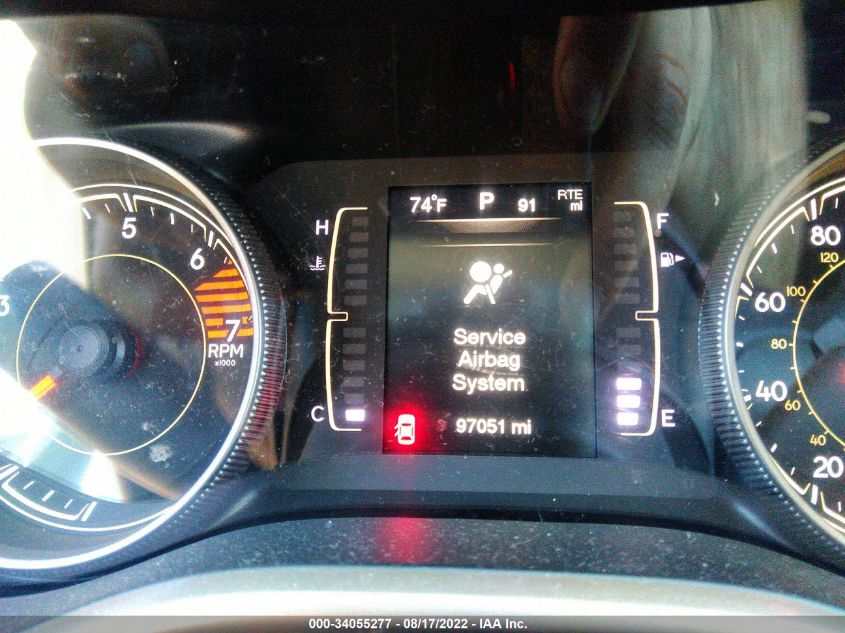 74°F P 91 RTE mi
H F
5
6
7
3
RPM
x1000
C
Service
Airbag
System
97051 mi
E
80
120
60
100
80
40
60
20
40
000-34055277 - 08/17/2022 - IAA Inc.